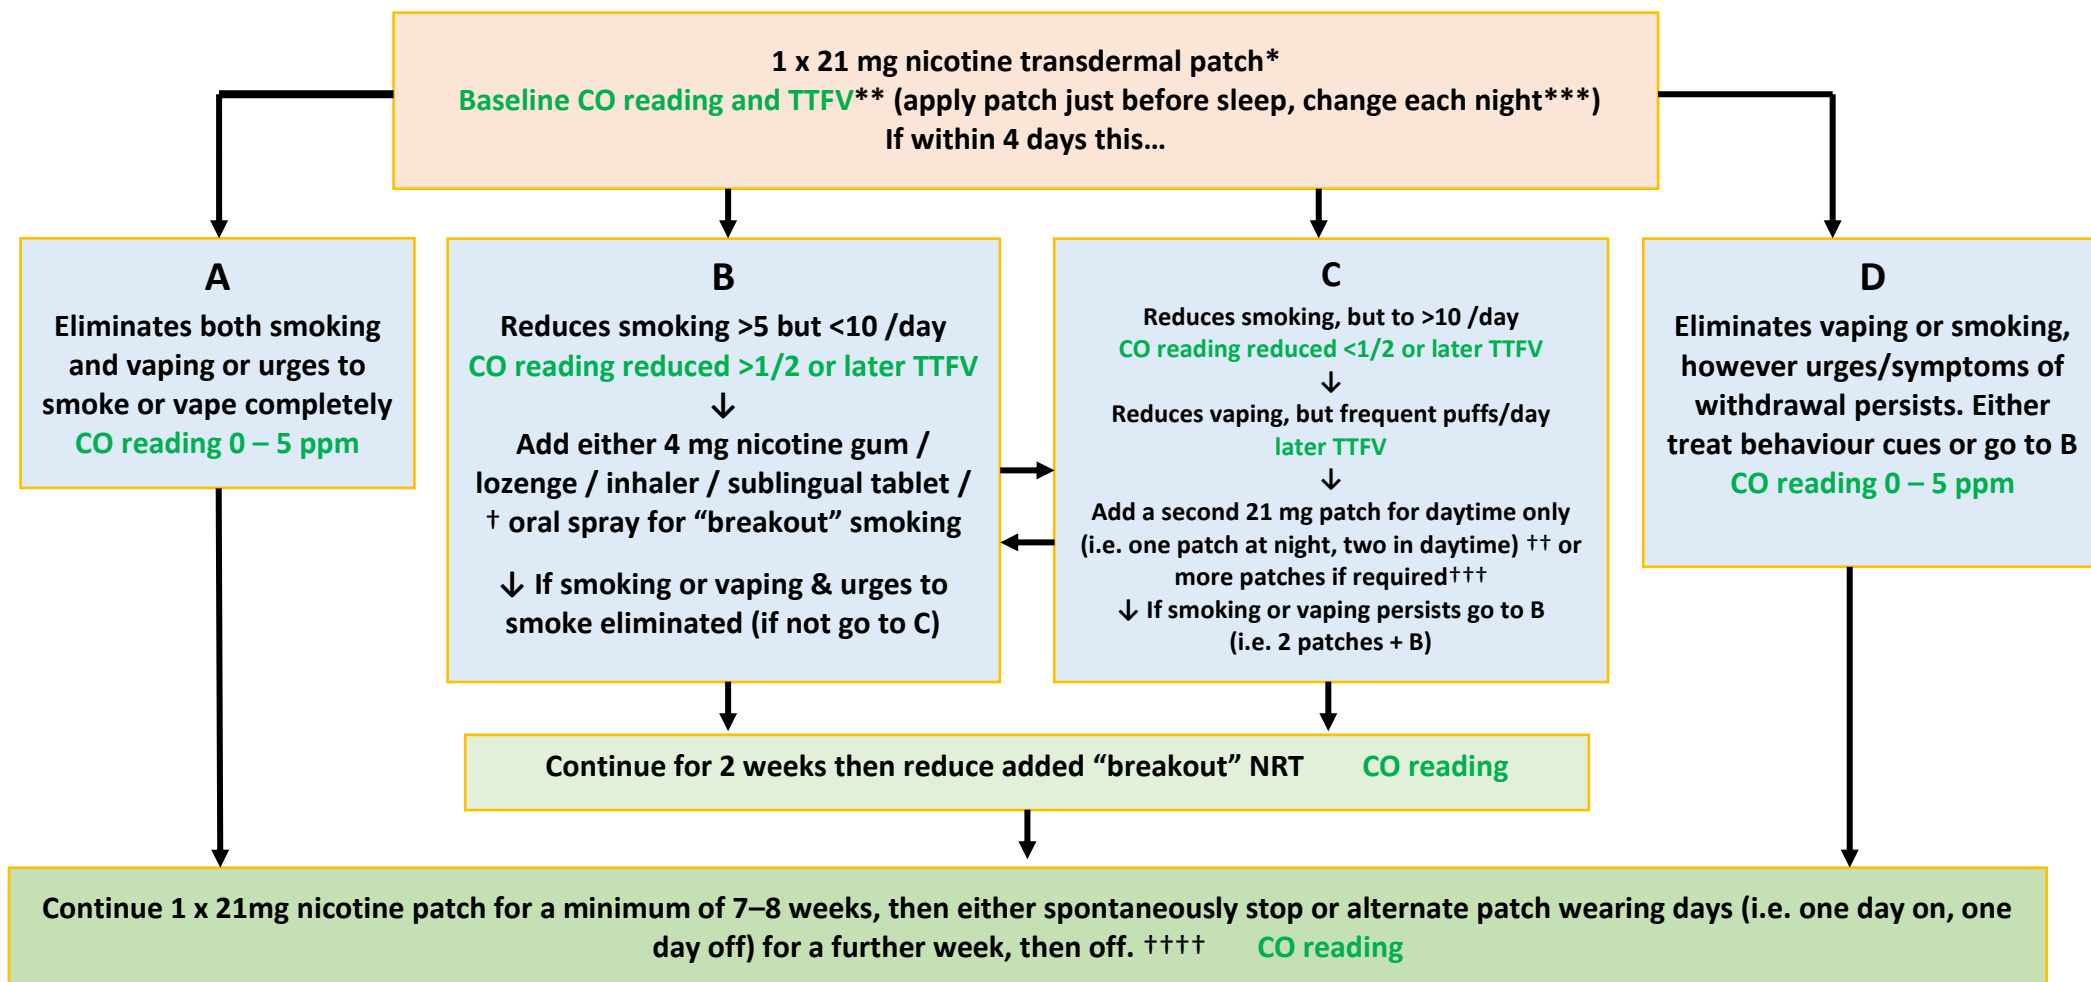 1 x 21 mg nicotine transdermal patch*
Baseline CO reading and TTFV** (apply patch just before sleep, change each night***)
If within 4 days this…
A
Eliminates both smoking
and vaping or urges to
smoke or vape completely
CO reading 0 – 5 ppm
B
Reduces smoking >5 but <10 /day
CO reading reduced >1/2 or later TTFV
↓
Add either 4 mg nicotine gum /
lozenge / inhaler / sublingual tablet /
† oral spray for “breakout” smoking
↓ If smoking or vaping & urges to
smoke eliminated (if not go to C)
C
Reduces smoking, but to >10 /day
CO reading reduced <1/2 or later TTFV
↓
Reduces vaping, but frequent puffs/day
later TTFV
↓
Add a second 21 mg patch for daytime only
(i.e. one patch at night, two in daytime) †† or
more patches if required†††
↓ If smoking or vaping persists go to B
(i.e. 2 patches + B)
D
Eliminates vaping or smoking,
however urges/symptoms of
withdrawal persists. Either
treat behaviour cues or go to B
CO reading 0 – 5 ppm
Continue for 2 weeks then reduce added “breakout” NRT CO reading
Continue 1 x 21mg nicotine patch for a minimum of 7–8 weeks, then either spontaneously stop or alternate patch wearing days (i.e. one day on, one
day off) for a further week, then off. †††† CO reading